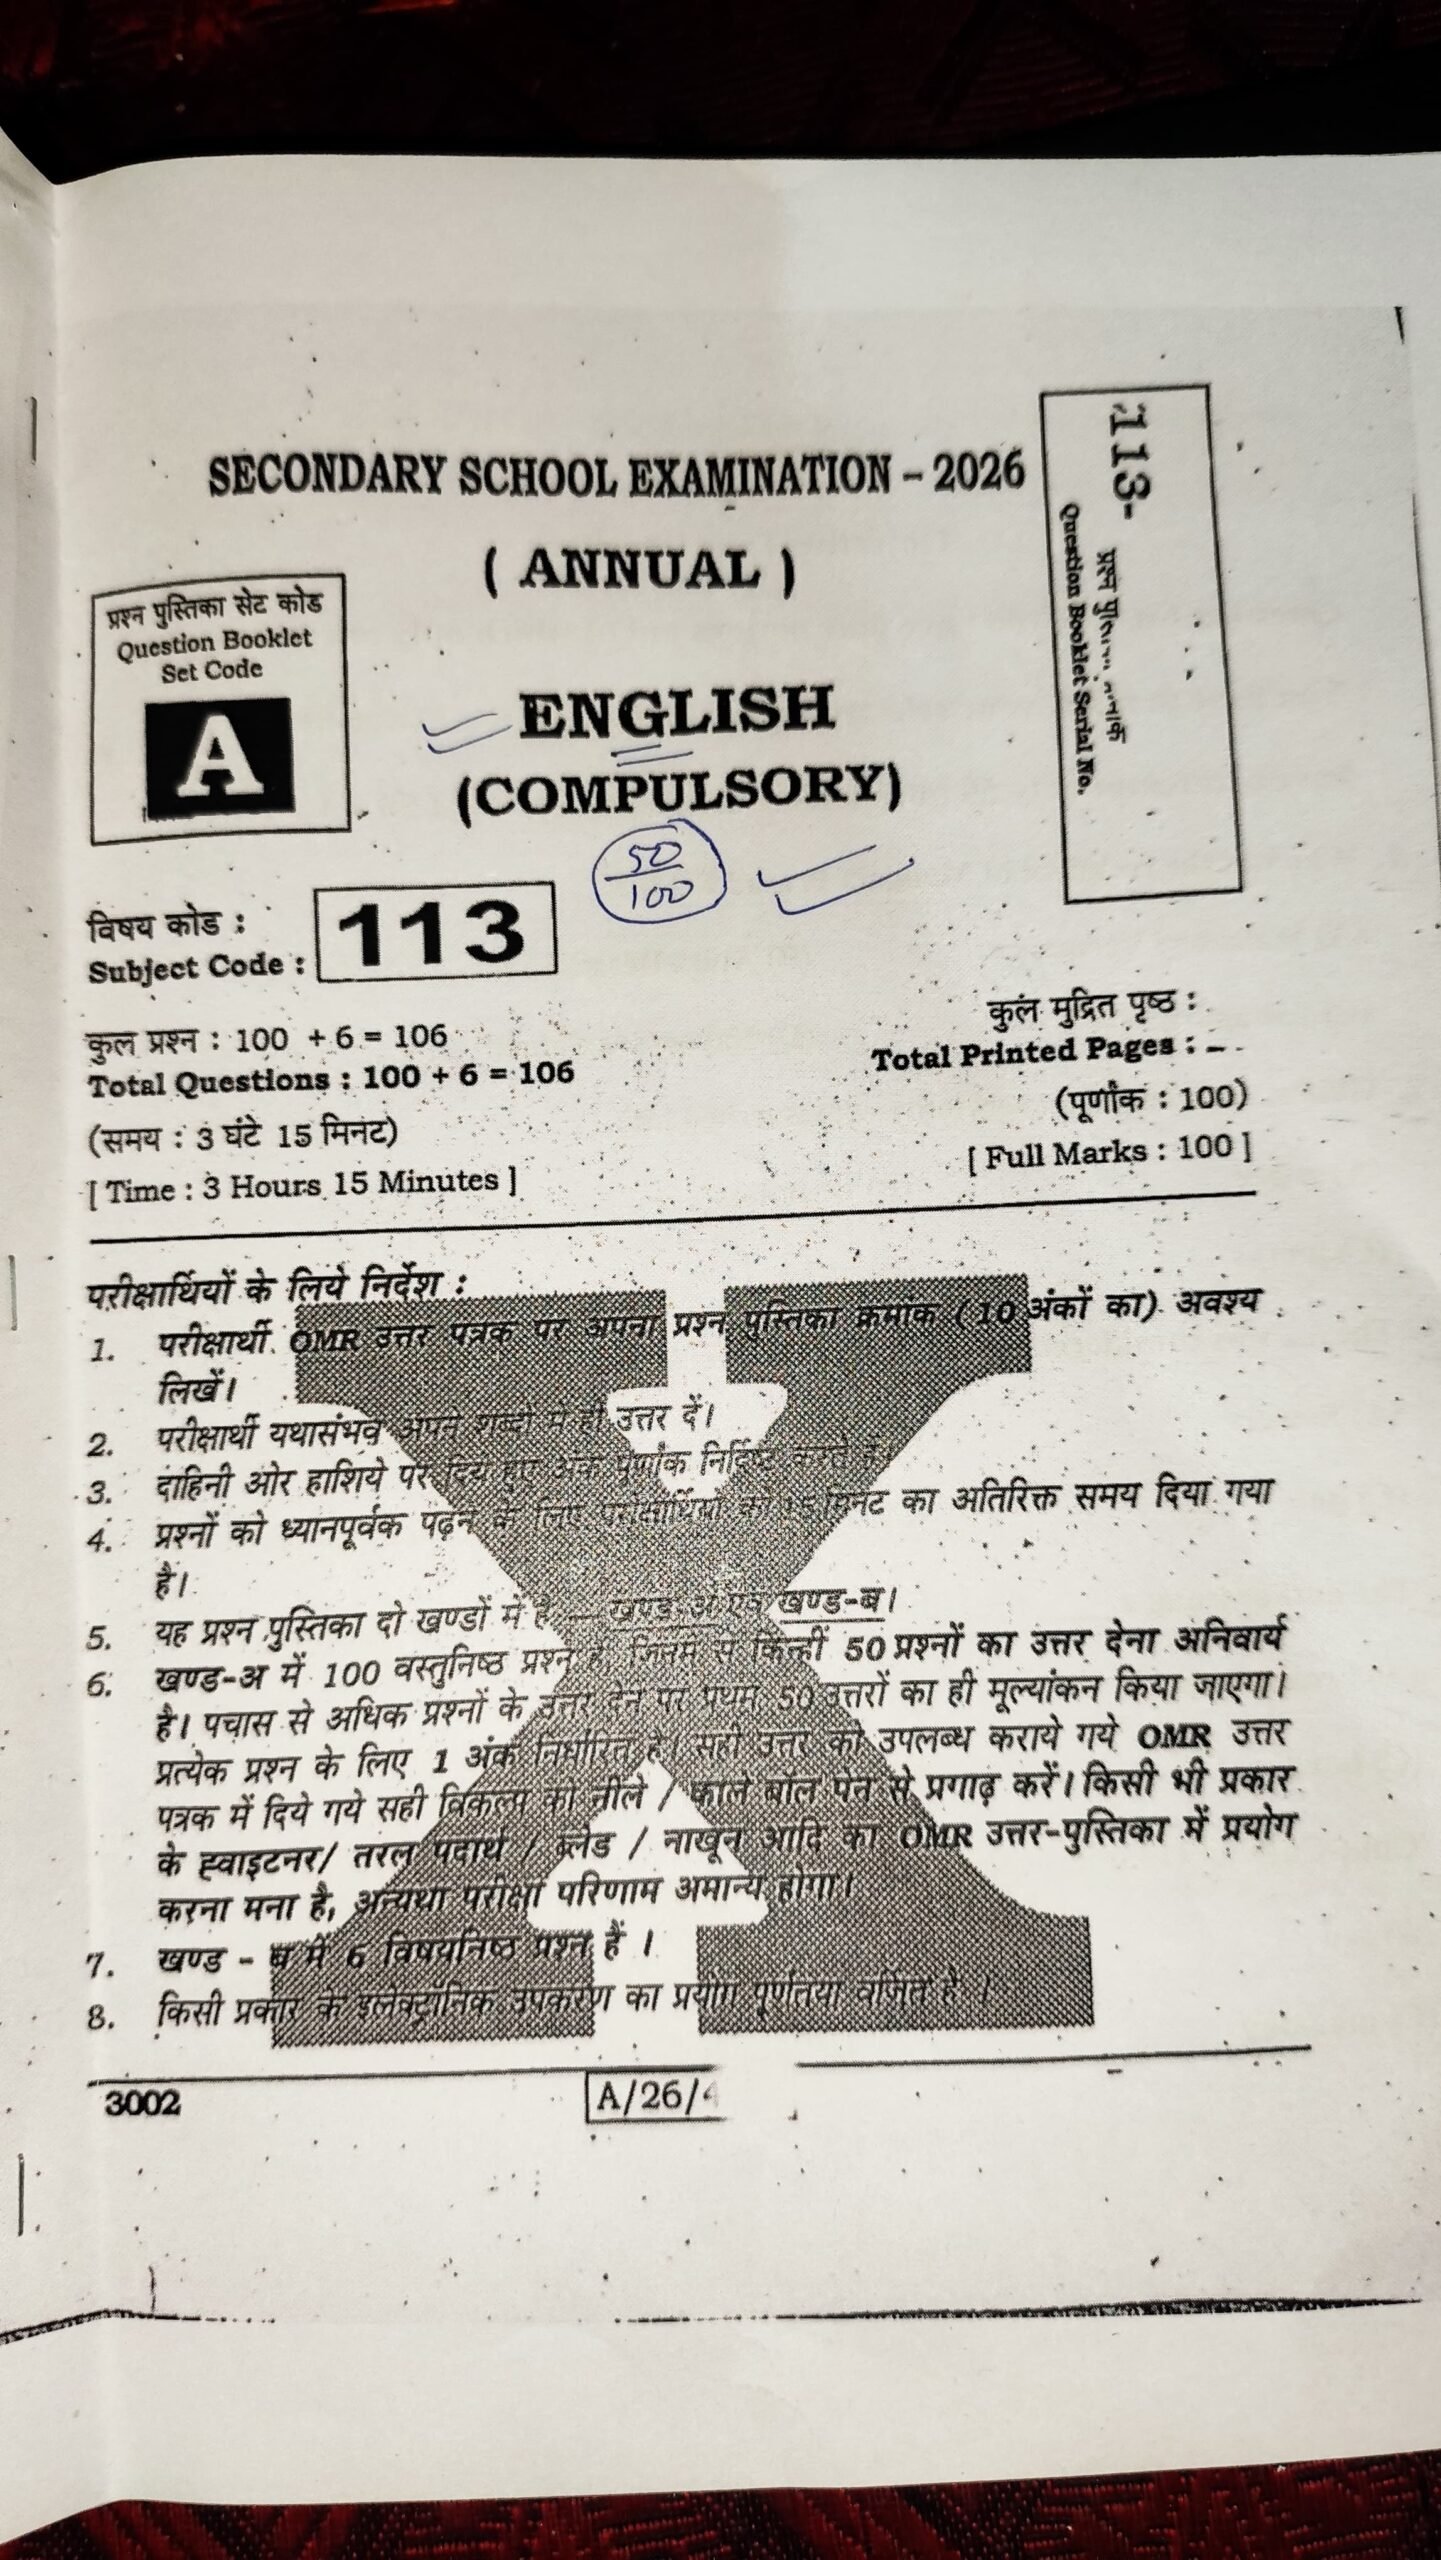 SECONDARY SCHOOL EXAMINATION – 2026
( ANNUAL )
प्रश्न पुस्तिका सेट कोड
Question Booklet
Set Code
A
ENGLISH
(COMPULSORY)
50
100
113-
प्रश्न
Question Booklet Serial No.
विषय कोड :
Subject Code :
113
कुल प्रश्न : 100 + 6 = 106
Total Questions : 100 + 6 = 106
(समय : 3 घंटे 15 मिनट)
[ Time : 3 Hours 15 Minutes ]
कुल मुद्रित पृष्ठ :
Total Printed Pages :
(पूर्णांक : 100)
[ Full Marks : 100 ]
परीक्षार्थियों के लिये निर्देश :
1. परीक्षार्थी OMR उत्तर पत्रक पर अपना प्रश्न पुस्तिका क्रमांक (10 अंकों का) अवश्य
लिखें।
2. परीक्षार्थी यथासंभव अपने शब्दों में ही उत्तर दें।
3. दाहिनी ओर हाशिये पर दिये हुए अंक पूर्णांक निर्दिष्ट करते हैं।
4. प्रश्नों को ध्यानपूर्वक पढ़ने के लिए परीक्षार्थियों को 15 मिनट का अतिरिक्त समय दिया गया
है।
5. यह प्रश्न पुस्तिका दो खण्डों में है — खण्ड-अ एवं खण्ड-ब।
6. खण्ड-अ में 100 वस्तुनिष्ठ प्रश्न हैं, जिनमें से किन्हीं 50 प्रश्नों का उत्तर देना अनिवार्य
है। पचास से अधिक प्रश्नों के उत्तर देने पर प्रथम 50 उत्तरों का ही मूल्यांकन किया जाएगा।
प्रत्येक प्रश्न के लिए 1 अंक निर्धारित है। सही उत्तर को उपलब्ध कराये गये OMR उत्तर
पत्रक में दिये गये सही विकल्प को नीले / काले बॉल पेन से प्रगाढ़ करें। किसी भी प्रकार
के ह्वाइटनर/ तरल पदार्थ / ब्लेड / नाखून आदि का OMR उत्तर-पुस्तिका में प्रयोग
करना मना है, अन्यथा परीक्षा परिणाम अमान्य होगा।
7. खण्ड - ब में 6 विषयनिष्ठ प्रश्न हैं ।
8. किसी प्रकार के इलेक्ट्रॉनिक उपकरण का प्रयोग पूर्णतया वर्जित है ।
3002
A/26/4